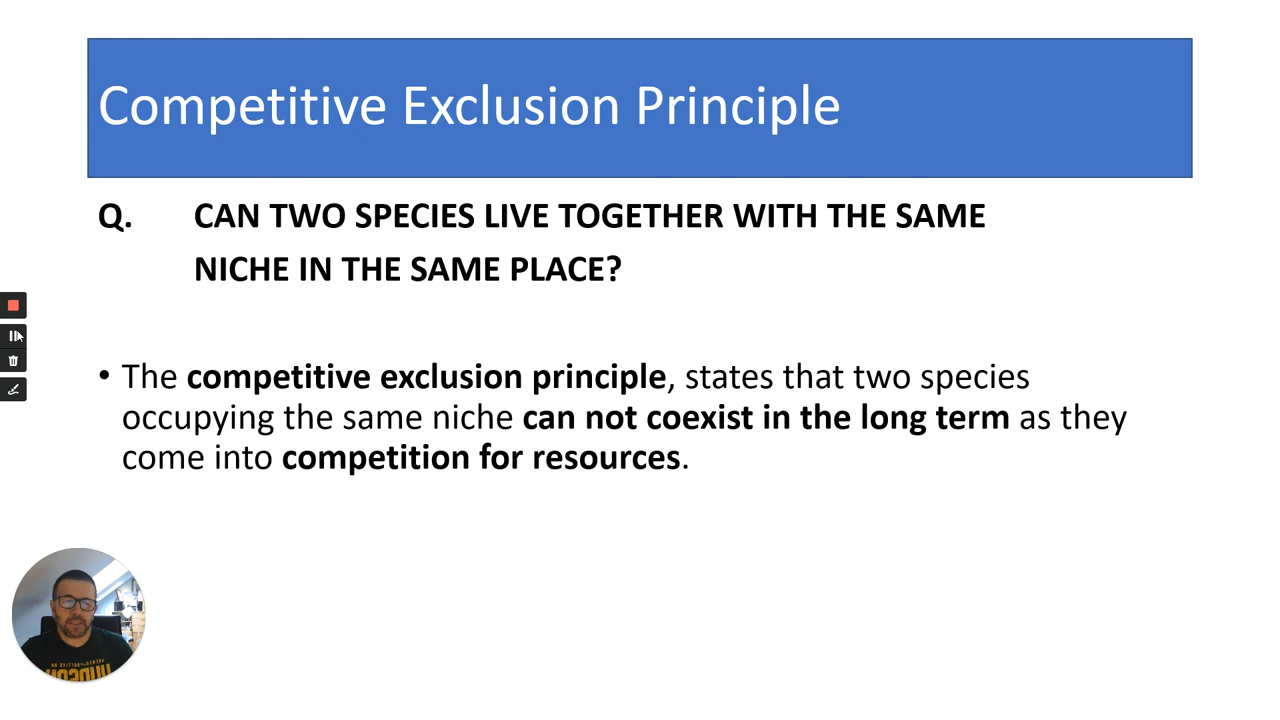 Competitive Exclusion Principle
Q. CAN TWO SPECIES LIVE TOGETHER WITH THE SAME
NICHE IN THE SAME PLACE?
• The competitive exclusion principle, states that two species
occupying the same niche can not coexist in the long term as they
come into competition for resources.